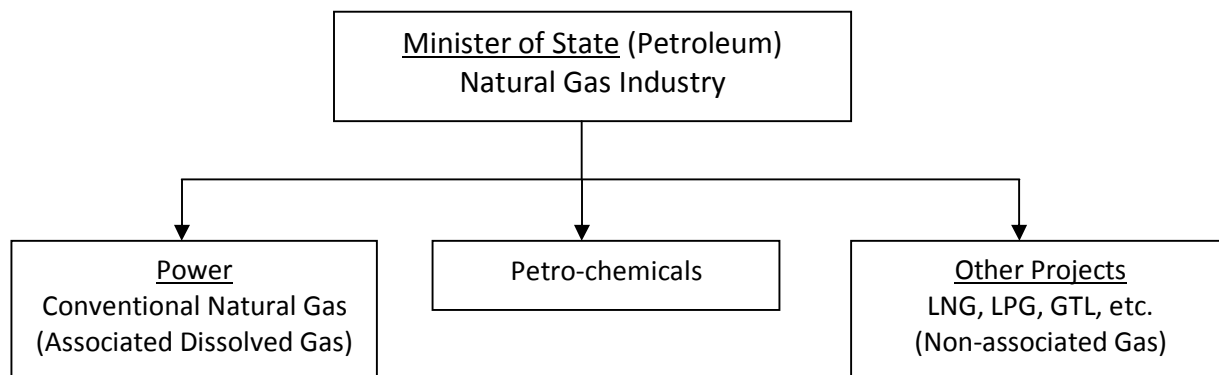 Minister of State (Petroleum)
Natural Gas Industry
Power
Conventional Natural Gas
(Associated Dissolved Gas)
Petro-chemicals
Other Projects
LNG, LPG, GTL, etc.
(Non-associated Gas)